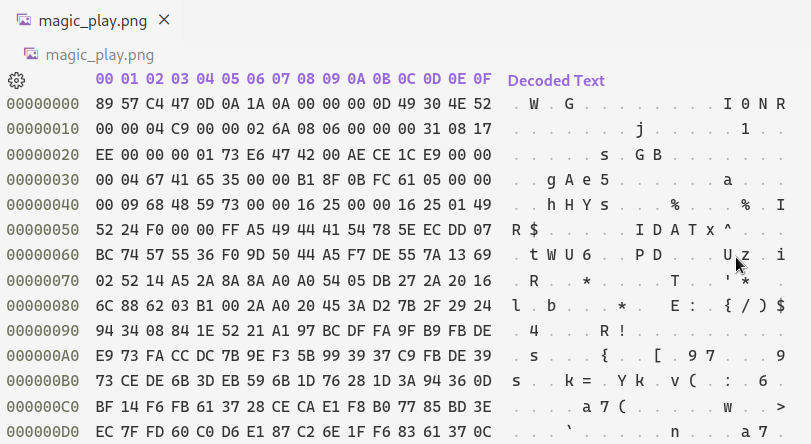 magic_play.png ×
magic_play.png
00 01 02 03 04 05 06 07 08 09 0A 0B 0C 0D 0E 0F Decoded Text
00000000 89 57 C4 47 0D 0A 1A 0A 00 00 00 0D 49 30 4E 52 . W . G . . . . . . . . I 0 N R
00000010 00 00 04 C9 00 00 02 6A 08 06 00 00 00 31 08 17 . . . . . . . j . . . . . 1 . .
00000020 EE 00 00 00 01 73 E6 47 42 00 AE CE 1C E9 00 00 . . . . . s . G B . . . . . . .
00000030 00 04 67 41 65 35 00 00 B1 8F 0B FC 61 05 00 00 . . g A e 5 . . . . . . a . . .
00000040 00 09 68 48 59 73 00 00 16 25 00 00 16 25 01 49 . . h H Y s . . . % . . . % . I
00000050 52 24 F0 00 00 FF A5 49 44 41 54 78 5E EC DD 07 R $ . . . . . I D A T x ^ . . .
00000060 BC 74 57 55 36 F0 9D 50 44 A5 F7 DE 55 7A 13 69 . t W U 6 . . P D . . . U z . i
00000070 02 52 14 A5 2A 8A 8A A0 A0 54 05 DB 27 2A 20 16 . R . . * . . . . T . . ' * .
00000080 6C 88 62 03 B1 00 2A A0 20 45 3A D2 7B 2F 29 24 l . b . . . * . E : . { / ) $
00000090 94 34 08 84 1E 52 21 A1 97 BC DF FA 9F B9 FB DE . 4 . . . R ! . . . . . . . . .
000000A0 E9 73 FA CC DC 7B 9E F3 5B 99 39 37 C9 FB DE 39 . s . . . { . . [ . 9 7 . . . 9
000000B0 73 CE DE 6B 3D EB 59 6B 1D 76 28 1D 3A 94 36 0D s . . k = . Y k . v ( . : . 6 .
000000C0 BF 14 F6 FB 61 37 28 CE CA E1 F8 B0 77 85 BD 3E . . . . a 7 ( . . . . . w . . >
000000D0 EC 7F FD 60 C0 D6 E1 87 C2 6E 1F F6 83 61 37 0C . . . ` . . . . . n . . . a 7 .